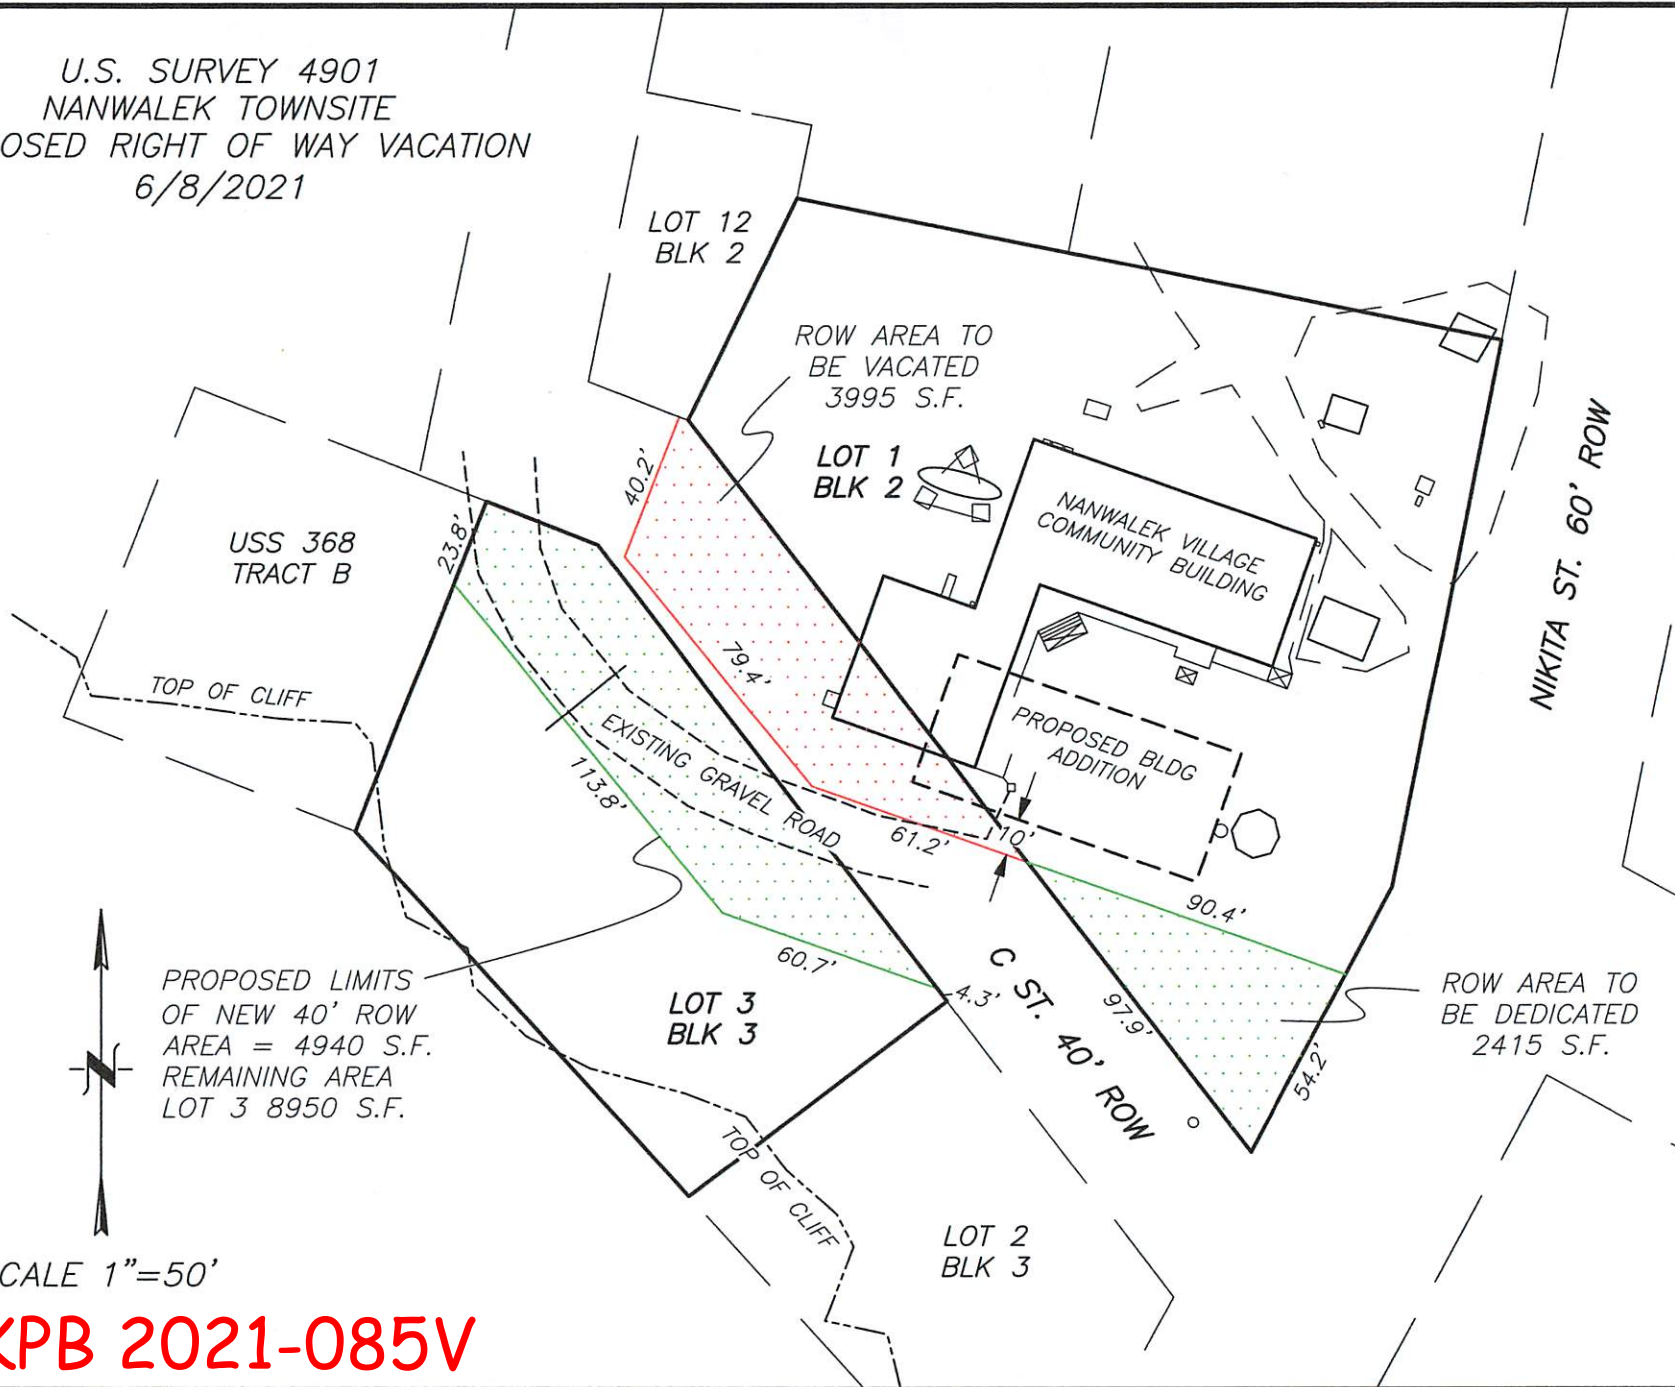 U.S. SURVEY 4901
NANWALEK TOWNSITE
OSED RIGHT OF WAY VACATION
6/8/2021
LOT 12
BLK 2
ROW AREA TO
BE VACATED
3995 S.F.
LOT 1
BLK 2
40.2'
NANWALEK VILLAGE
COMMUNITY BUILDING
NIKITA ST. 60' ROW
USS 368
TRACT B
23.8'
TOP OF CLIFF
79.4'
EXISTING GRAVEL ROAD
113.8'
PROPOSED BLDG
ADDITION
61.2'
10'
90.4'
PROPOSED LIMITS
OF NEW 40' ROW
AREA = 4940 S.F.
REMAINING AREA
LOT 3 8950 S.F.
60.7'
LOT 3
BLK 3
4.3'
C ST. 40' ROW
97.9'
54.2'
ROW AREA TO
BE DEDICATED
2415 S.F.
N
TOP OF CLIFF
LOT 2
BLK 3
CALE 1"=50'
KPB 2021-085V